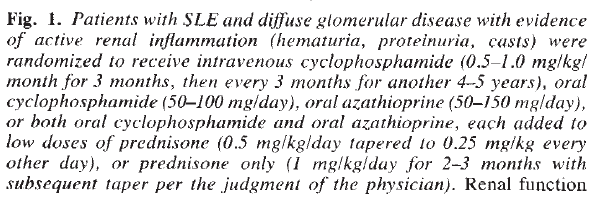 Fig. 1. Patients with SLE and diffuse glomerular disease with evidence
of active renal inflammation (hematuria, proteinuria, casts) were
randomized to receive intravenous cyclophosphamide (0.5–1.0 mg/kg/
month for 3 months, then every 3 months for another 4–5 years), oral
cyclophosphamide (50–100 mg/day), oral azathioprine (50–150 mg/day),
or both oral cyclophosphamide and oral azathioprine, each added to
low doses of prednisone (0.5 mg/kg/day tapered to 0.25 mg/kg every
other day), or prednisone only (1 mg/kg/day for 2–3 months with
subsequent taper per the judgment of the physician). Renal function